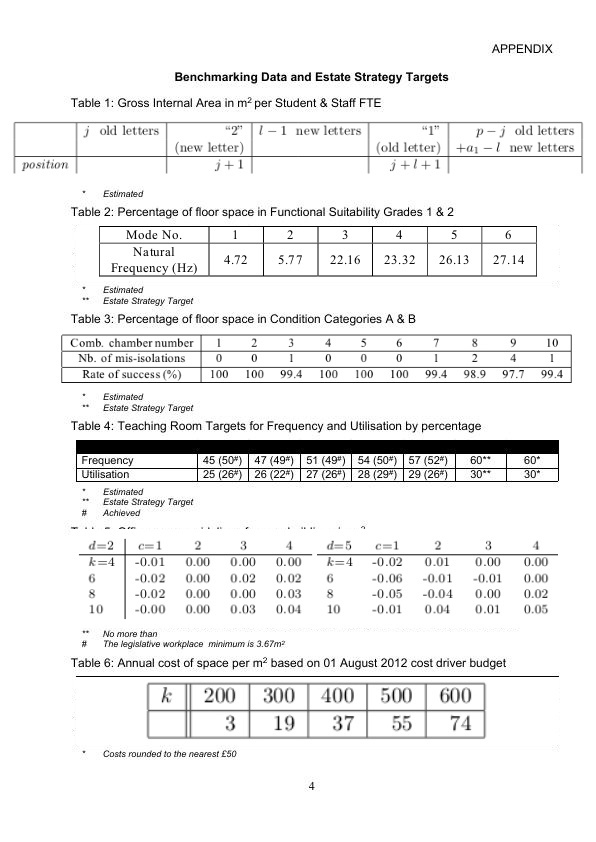 APPENDIX
Benchmarking Data and Estate Strategy Targets
Table 1: Gross Internal Area in m² per Student & Staff FTE
j old letters “2” l − 1 new letters “1” p − j old letters
(new letter) (old letter) +a₁ − l new letters
position j + 1 j + l + 1
* Estimated
Table 2: Percentage of floor space in Functional Suitability Grades 1 & 2
Mode No. 1 2 3 4 5 6
Natural
Frequency (Hz) 4.72 5.77 22.16 23.32 26.13 27.14
* Estimated
** Estate Strategy Target
Table 3: Percentage of floor space in Condition Categories A & B
Comb. chamber number 1 2 3 4 5 6 7 8 9 10
Nb. of mis-isolations 0 0 1 0 0 0 1 2 4 1
Rate of success (%) 100 100 99.4 100 100 100 99.4 98.9 97.7 99.4
* Estimated
** Estate Strategy Target
Table 4: Teaching Room Targets for Frequency and Utilisation by percentage
Frequency 45 (50#) 47 (49#) 51 (49#) 54 (50#) 57 (52#) 60** 60*
Utilisation 25 (26#) 26 (22#) 27 (26#) 28 (29#) 29 (26#) 30** 30*
* Estimated
** Estate Strategy Target
# Achieved
d=2 c=1 2 3 4 d=5 c=1 2 3 4
k=4 -0.01 0.00 0.00 0.00 k=4 -0.02 0.01 0.00 0.00
6 -0.02 0.00 0.02 0.02 6 -0.06 -0.01 -0.01 0.00
8 -0.02 0.00 0.00 0.03 8 -0.05 -0.04 0.00 0.02
10 -0.00 0.00 0.03 0.04 10 -0.01 0.04 0.01 0.05
** No more than
# The legislative workplace minimum is 3.67m²
Table 6: Annual cost of space per m² based on 01 August 2012 cost driver budget
k 200 300 400 500 600
3 19 37 55 74
* Costs rounded to the nearest £50
4